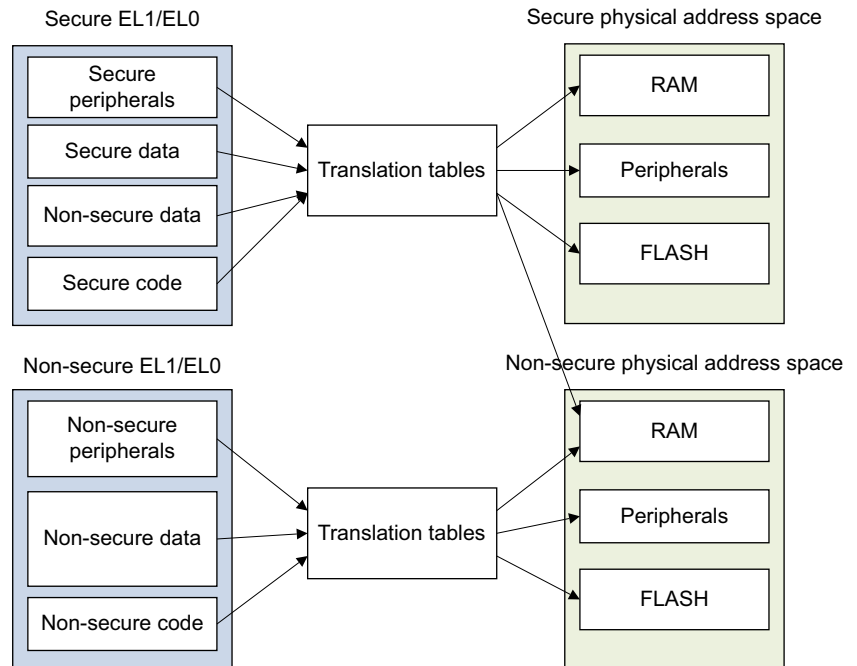 Secure EL1/EL0
Secure physical address space
Secure
peripherals
Secure data
Non-secure data
Secure code
Translation tables
RAM
Peripherals
FLASH
Non-secure EL1/EL0
Non-secure physical address space
Non-secure
peripherals
Non-secure data
Non-secure code
Translation tables
RAM
Peripherals
FLASH